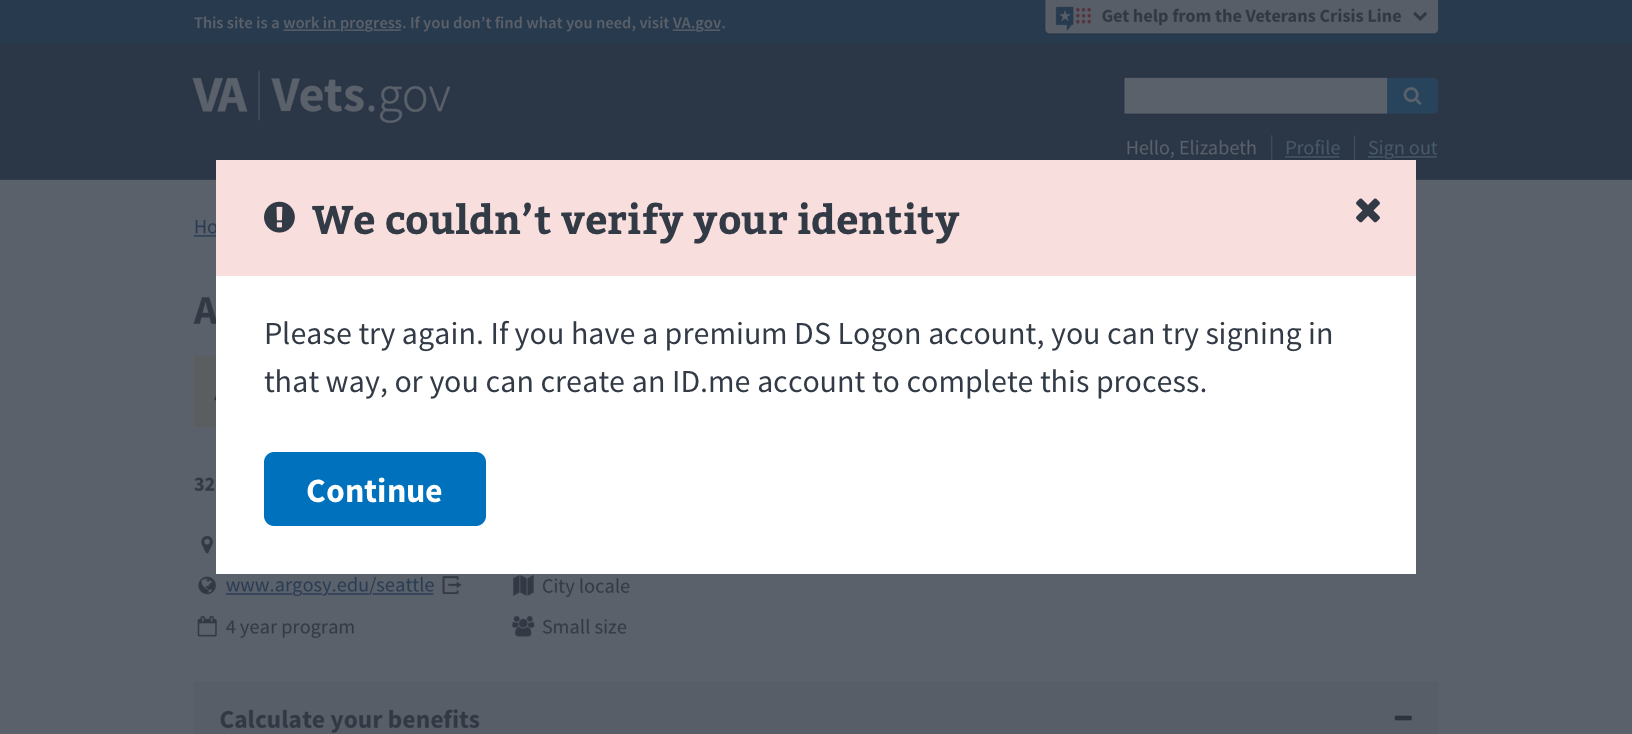 This site is a work in progress. If you don’t find what you need, visit VA.gov.
Get help from the Veterans Crisis Line
VA | Vets.gov
Hello, Elizabeth | Profile | Sign out
We couldn’t verify your identity
Please try again. If you have a premium DS Logon account, you can try signing in
that way, or you can create an ID.me account to complete this process.
Continue
32
www.argosy.edu/seattle
City locale
4 year program
Small size
Calculate your benefits